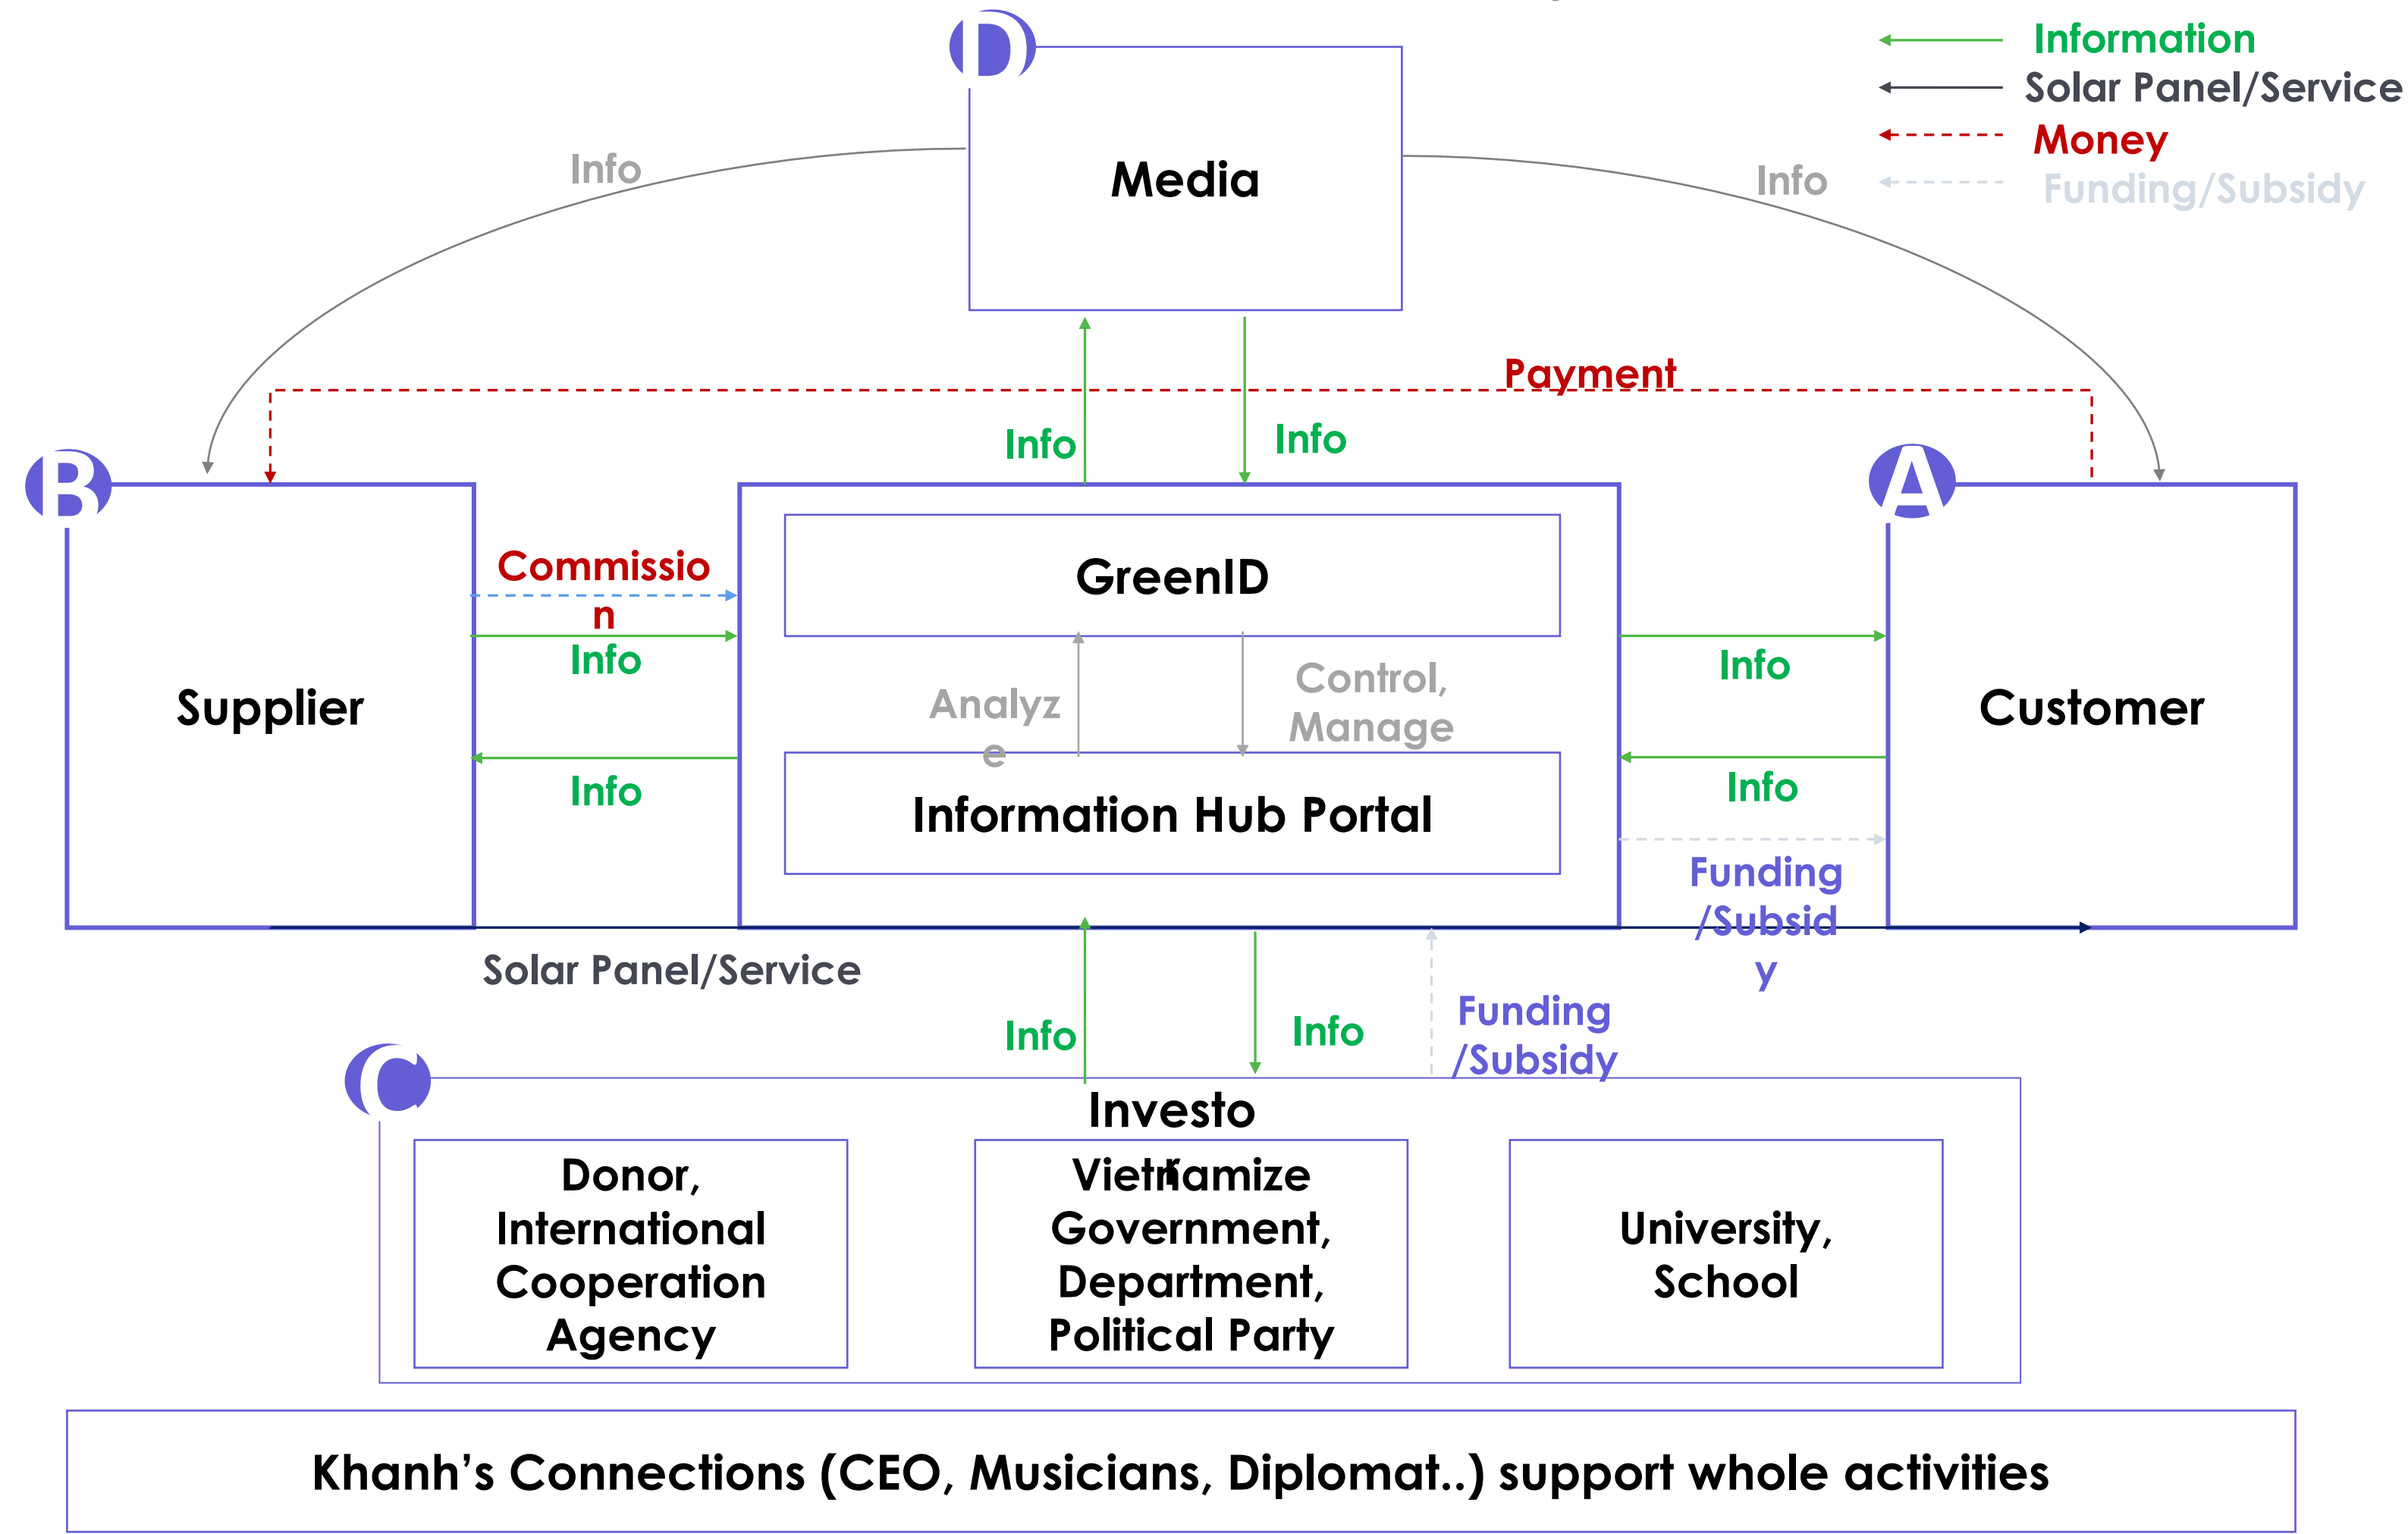 D
Information
Solar Panel/Service
Money
Funding/Subsidy
Media
Info
Info
Payment
Info
Info
B
A
Commissio
n
Info
Info
Supplier
GreenID
Analyz
e
Control,
Manage
Information Hub Portal
Info
Info
Funding
/Subsid
y
Customer
Solar Panel/Service
Info
Info
Funding
/Subsidy
C
Investo
r
Donor,
International
Cooperation
Agency
Vietnamize
Government,
Department,
Political Party
University,
School
Khanh's Connections (CEO, Musicians, Diplomat..) support whole activities